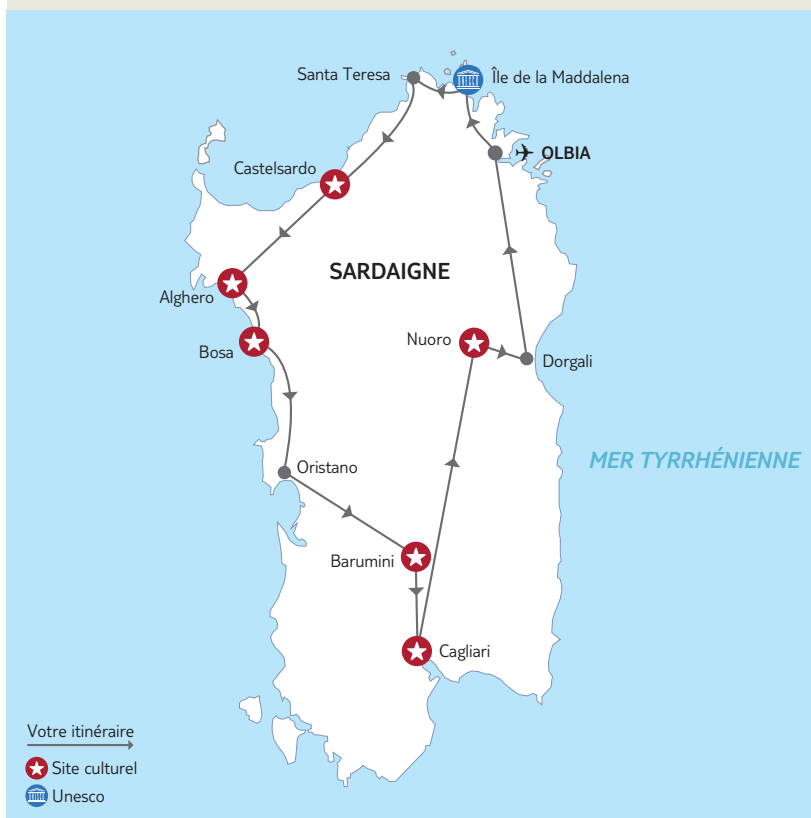 Santa Teresa
Île de la Maddalena
OLBIA
Castelsardo
SARDAIGNE
Alghero
Nuoro
Bosa
Dorgali
MER TYRRHÉNIENNE
Oristano
Barumini
Cagliari
Votre itinéraire
Site culturel
Unesco